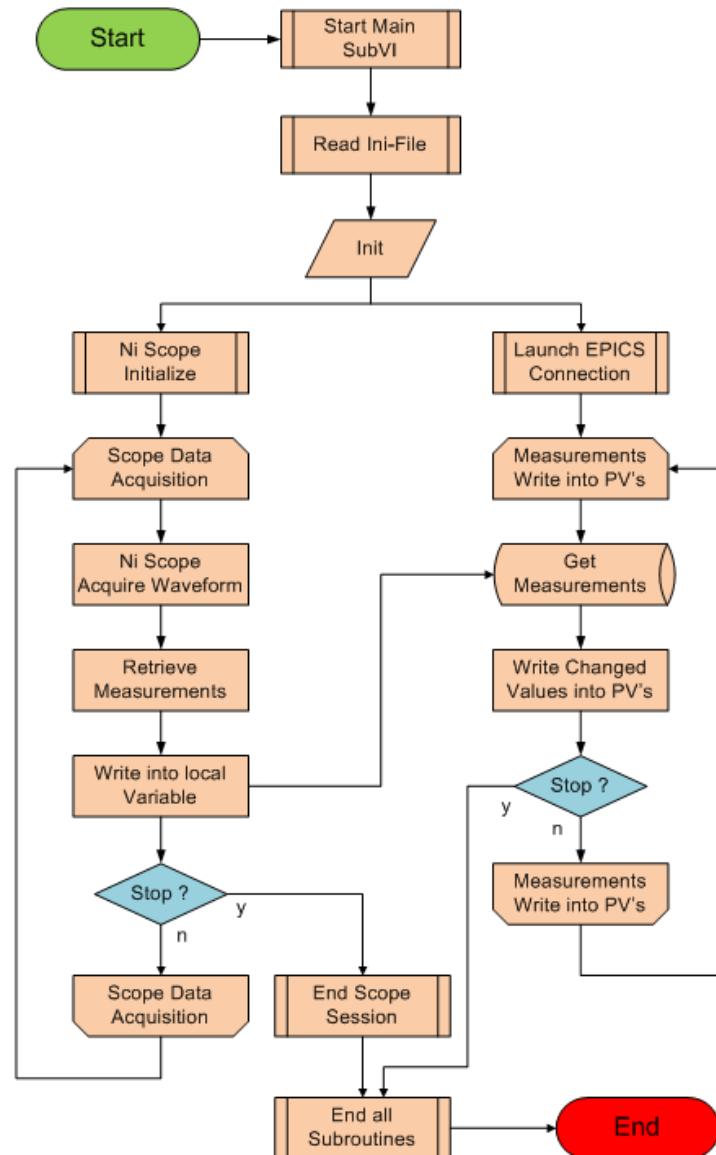 Start
Start Main
SubVI
Read Ini-File
Init
Ni Scope
Initialize
Launch EPICS
Connection
Scope Data
Acquisition
Measurements
Write into PV's
Ni Scope
Acquire Waveform
Get
Measurements
Retrieve
Measurements
Write Changed
Values into PV's
Write into local
Variable
Stop ?
y
n
Stop ?
y
n
Measurements
Write into PV's
Scope Data
Acquisition
End Scope
Session
End all
Subroutines
End